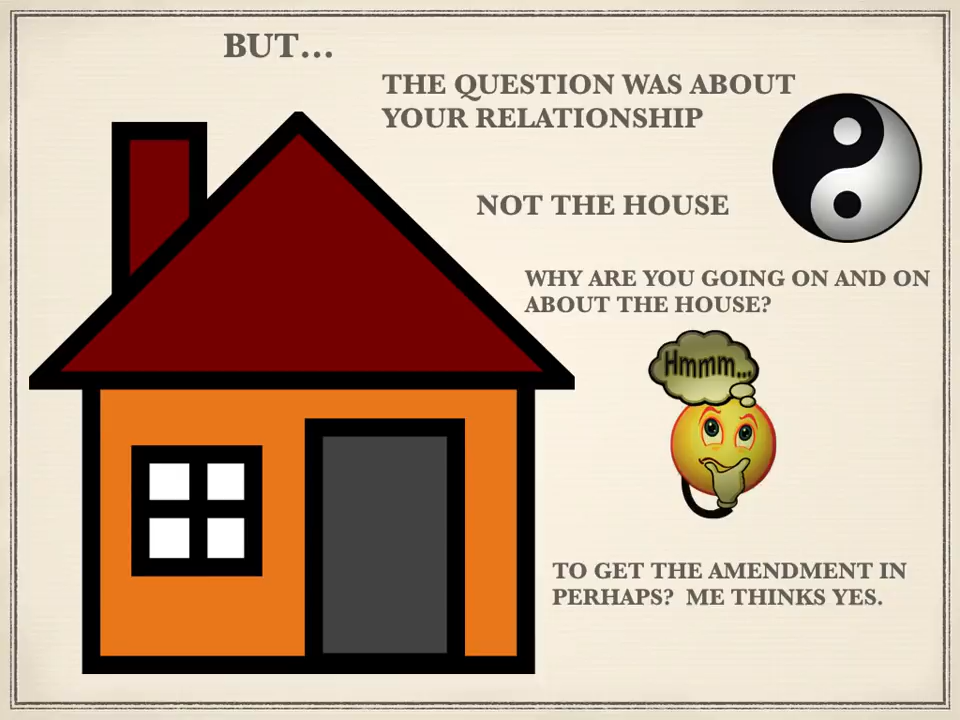 BUT...
THE QUESTION WAS ABOUT
YOUR RELATIONSHIP
NOT THE HOUSE
WHY ARE YOU GOING ON AND ON
ABOUT THE HOUSE?
Hmmm...
TO GET THE AMENDMENT IN
PERHAPS? ME THINKS YES.